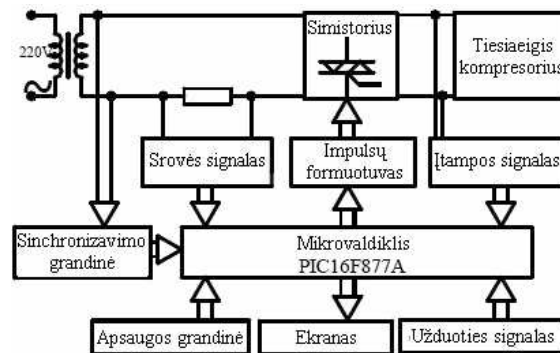 Simistorius
Tiesiaeigis
kompresorius
220V
Srovės signalas
Impulsų
formuotuvas
Įtampos signalas
Sinchronizavimo
grandinė
Mikrovaldiklis
PIC16F877A
Apsaugos grandinė
Ekranas
Užduoties signalas